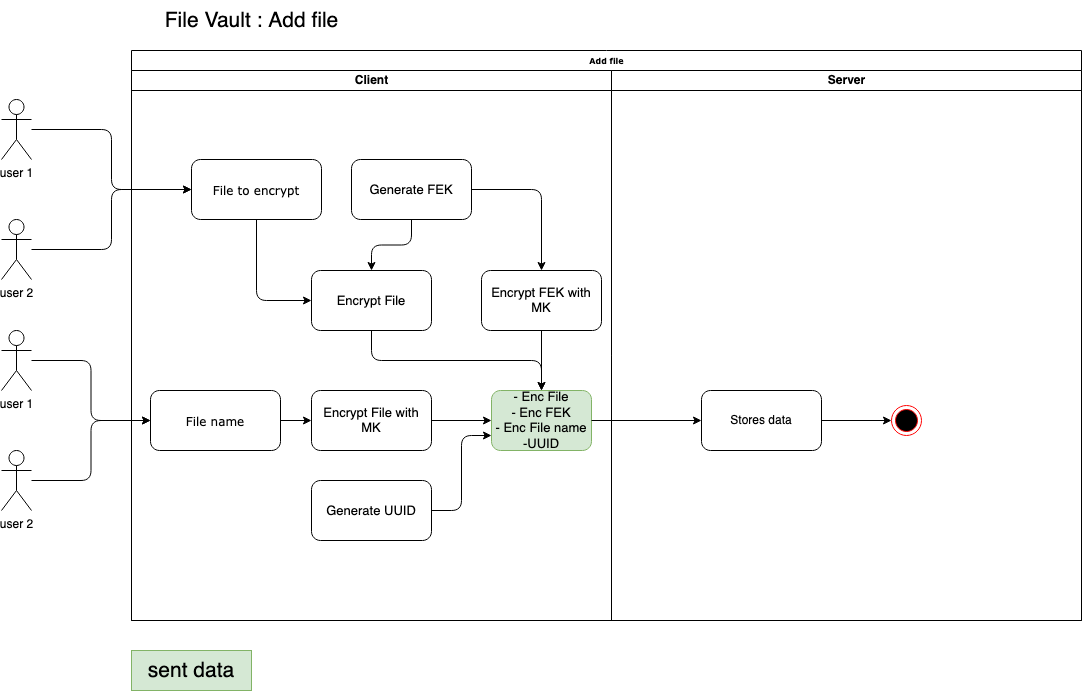 File Vault : Add file
Add file
Client
Server
user 1
File to encrypt
Generate FEK
user 2
Encrypt File
Encrypt FEK with
MK
user 1
File name
Encrypt File with
MK
- Enc File
- Enc FEK
- Enc File name
-UUID
Stores data
user 2
Generate UUID
sent data